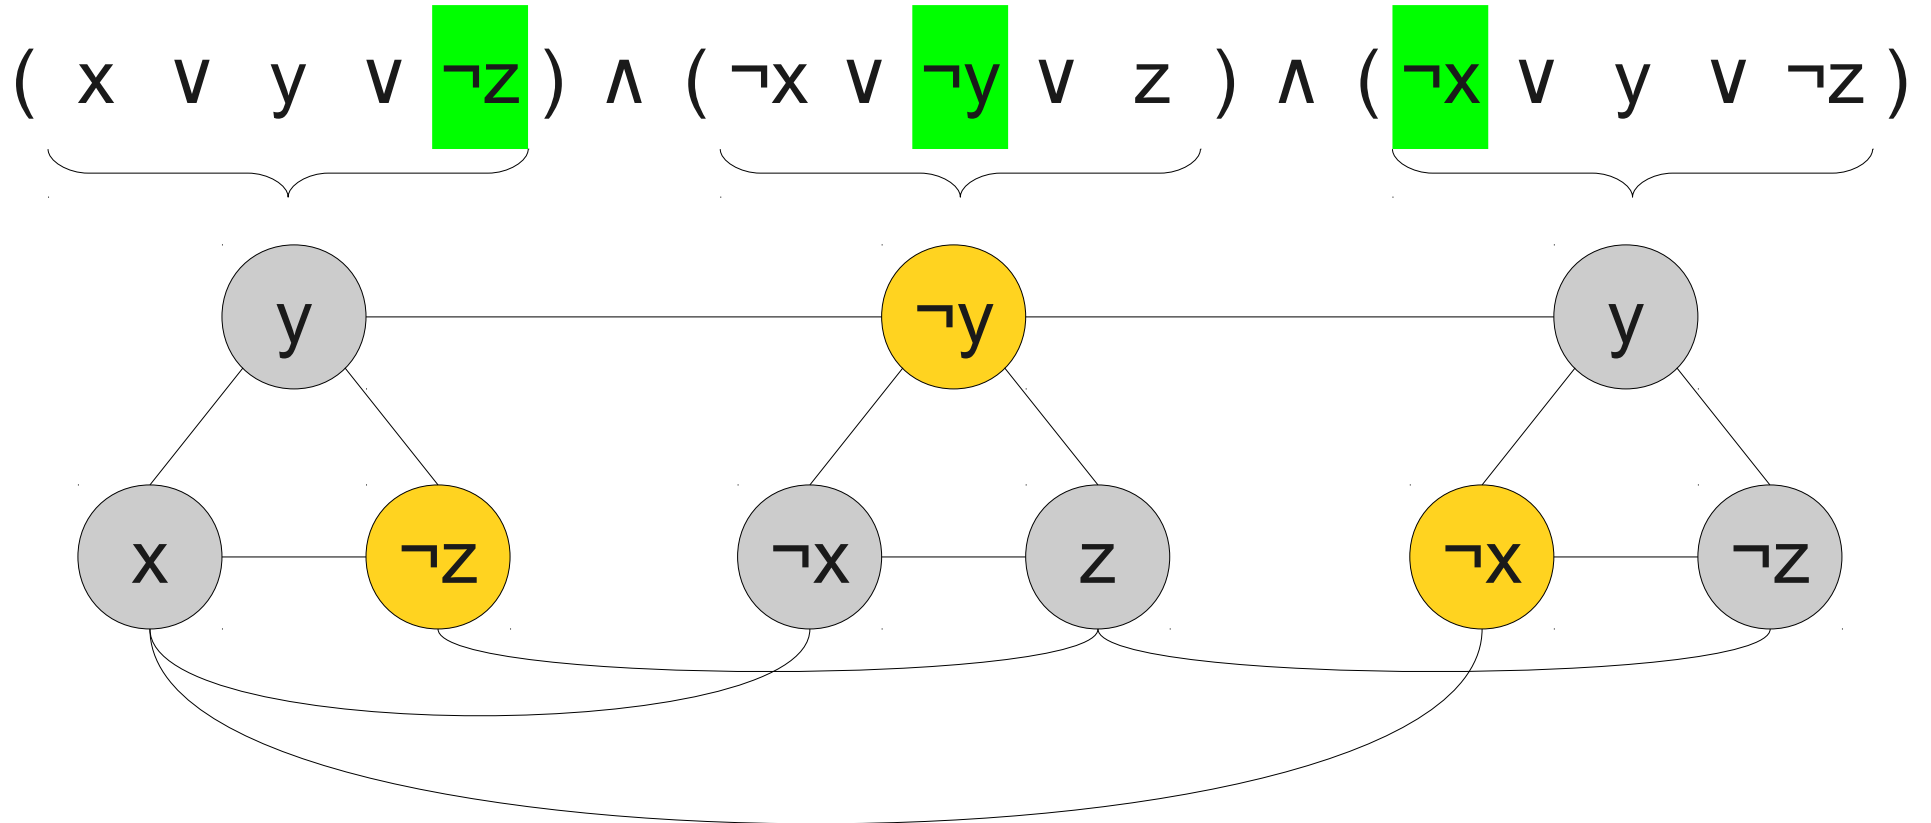 ( x ∨ y ∨ ¬z ) ∧ ( ¬x ∨ ¬y ∨ z ) ∧ ( ¬x ∨ y ∨ ¬z )
y ¬y y
x ¬z ¬x z ¬x ¬z